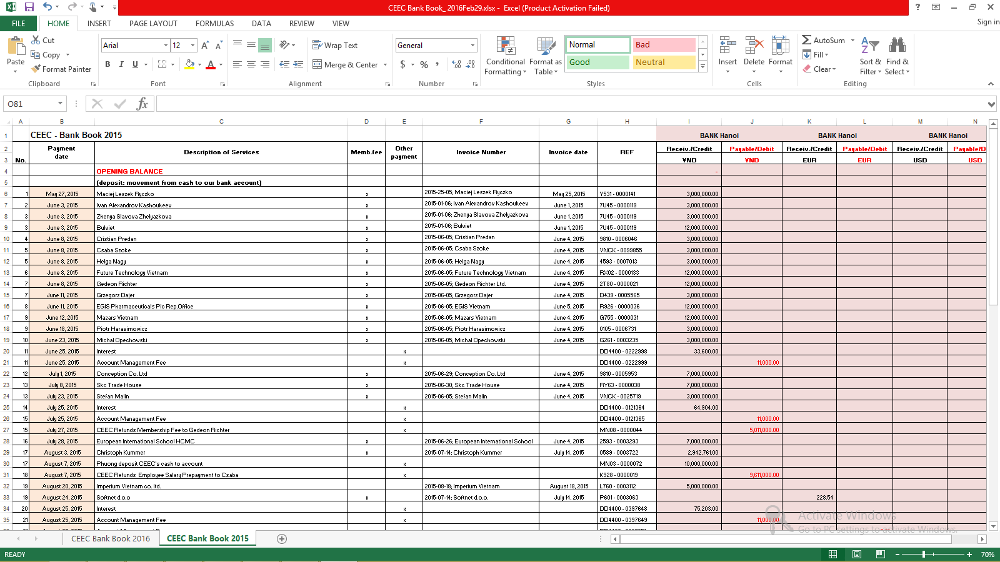 CEEC Bank Book_ 2016Feb29.xlsx - Excel (Product Activation Failed)
FILE HOME INSERT PAGE LAYOUT FORMULAS DATA REVIEW VIEW Sign in
Paste Cut Copy Format Painter Clipboard
Arial 12 B I U Font
Wrap Text Merge & Center Alignment
General $ % Number
Conditional Formatting Format as Table Normal Bad Good Neutral Styles
Insert Delete Format Cells
AutoSum Fill Clear Sort & Filter Find & Select Editing
O81 fx
A B C D E F G H I J K L M N
1 CEEC - Bank Book 2015 BANK Hanoi BANK Hanoi BANK Hanoi
2 Payment date Description of Services Memb.fee Other payment Invoice Number Invoice date REF Receiv./Credit Payable/Debit Receiv./Credit Payable/Debit Receiv./Credit Payable/D
3 No. VND VND EUR EUR USD USD
4 OPENING BALANCE -
5 (deposit: movement from cash to our bank account)
6 1 May 27, 2015 Maciej Leszek Ryczko x 2015-25-05; Maciej Leszek Ryczko May 25, 2015 Y531 - 0000141 3,000,000.00
7 2 June 3, 2015 Ivan Alexandrov Kashoukeev x 2015-01-06; Ivan Alexandrov Kashoukeev June 1, 2015 7U45 - 0000119 3,000,000.00
8 3 June 3, 2015 Zhenya Slavova Zhelyazkova x 2015-01-06; Zhenya Slavova Zhelyazkova June 1, 2015 7U45 - 0000119 3,000,000.00
9 3 June 3, 2015 Bulviet x 2015-01-06; Bulviet June 1, 2015 7U45 - 0000119 12,000,000.00
10 4 June 8, 2015 Cristian Predan x 2015-06-05; Cristian Predan June 4, 2015 9810 - 0006046 3,000,000.00
11 5 June 8, 2015 Csaba Szoke x 2015-06-05; Csaba Szoke June 4, 2015 VNCK - 0099855 3,000,000.00
12 5 June 8, 2015 Helga Nagy x 2015-06-05; Helga Nagy June 4, 2015 4593 - 0007013 3,000,000.00
13 6 June 8, 2015 Future Technology Vietnam x 2015-06-05; Future Technology Vietnam June 4, 2015 RX02 - 0000133 12,000,000.00
14 7 June 8, 2015 Gedeon Richter x 2015-06-05; Gedeon Richter Ltd. June 4, 2015 2T80 - 0000021 12,000,000.00
15 7 June 11, 2015 Grzegorz Dajer x 2015-06-05; Grzegorz Dajer June 4, 2015 D439 - 0005565 3,000,000.00
16 8 June 11, 2015 EGIS Pharmaceuticals Plc Rep.Office x 2015-06-05; EGIS Vietnam June 5, 2015 R926 - 0000036 12,000,000.00
17 9 June 12, 2015 Mazars Vietnam x 2015-06-05; Mazars Vietnam June 4, 2015 G755 - 0000031 12,000,000.00
18 9 June 18, 2015 Piotr Harasimowicz x 2015-06-05; Piotr Harasimowicz June 4, 2015 0105 - 0006731 3,000,000.00
19 10 June 23, 2015 Michal Opechowski x 2015-06-05; Michal Opechowski June 4, 2015 G261 - 0003235 3,000,000.00
20 11 June 25, 2015 Interest x DD4400 - 0222998 33,600.00
21 11 June 25, 2015 Account Management Fee x DD4400 - 0222999 11,000.00
22 12 July 1, 2015 Conception Co. Ltd x 2015-06-29; Conception Co. Ltd June 4, 2015 9810 - 0005953 7,000,000.00
23 13 July 8, 2015 Skc Trade House x 2015-06-30; Skc Trade House June 4, 2015 RY63 - 0000038 7,000,000.00
24 13 July 23, 2015 Stefan Malin x 2015-06-05; Stefan Malin June 4, 2015 VNCK - 0025719 3,000,000.00
25 14 July 25, 2015 Interest x DD4400 - 0121364 64,904.00
26 15 July 25, 2015 Account Management Fee x DD4400 - 0121365 11,000.00
27 15 July 27, 2015 CEEC Refunds Membership Fee to Gedeon Richter x MN08 - 0000044 5,011,000.00
28 16 July 28, 2015 European International School HCMC x 2015-06-26; European International School June 4, 2015 2593 - 0003293 7,000,000.00
29 17 August 3, 2015 Christoph Kummer x 2015-07-14; Christoph Kummer July 14, 2015 0589 - 0003722 2,942,761.00
30 17 August 7, 2015 Phuong deposit CEEC's cash to account x MN03 - 0000072 10,000,000.00
31 18 August 7, 2015 CEEC Refunds Employee Salary Prepayment to Csaba x K928 - 0000019 9,611,000.00
32 19 August 20, 2015 Imperium Vietnam co. ltd. 2015-08-18; Imperium Vietnam August 18, 2015 L760 - 0003112 5,000,000.00
33 19 August 24, 2015 Softnet d.o.o x 2015-07-14; Softnet d.o.o. July 14, 2015 P601 - 0003063 228.54
34 20 August 25, 2015 Interest x DD4400 - 0397648 75,203.00
35 21 August 25, 2015 Account Management Fee x DD4400 - 0397649 11,000.00
Activate Windows
Go to PC settings to activate Windows.
CEEC Bank Book 2016 CEEC Bank Book 2015
READY 70%